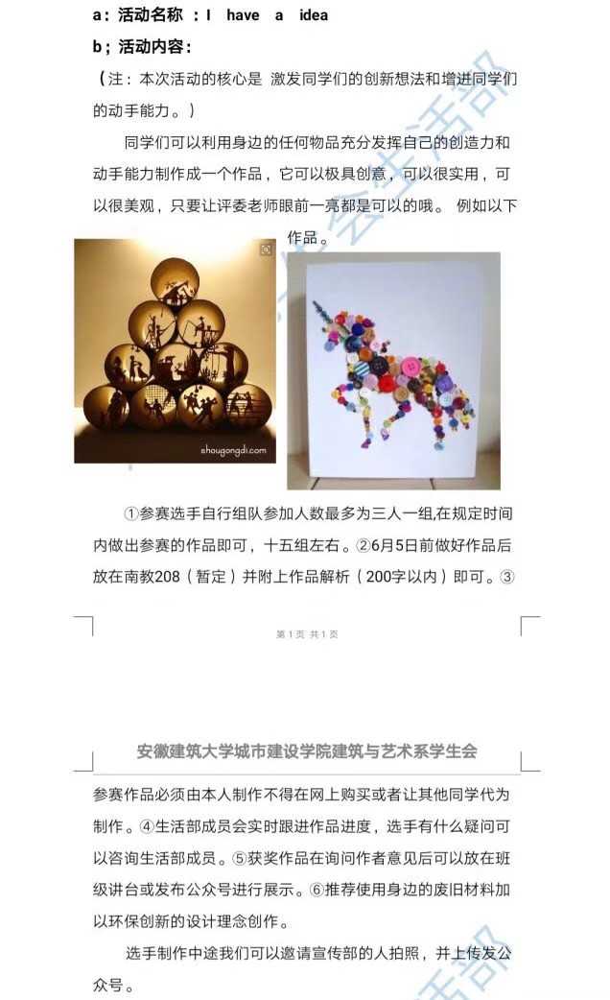 a：活动名称 ：I have a idea
b；活动内容：
（注：本次活动的核心是 激发同学们的创新想法和增进同学们
的动手能力。）
同学们可以利用身边的任何物品充分发挥自己的创造力和
动手能力制作成一个作品，它可以极具创意，可以很实用，可
以很美观，只要让评委老师眼前一亮都是可以的哦。 例如以下
作品。
shougongdi.com
①参赛选手自行组队参加人数最多为三人一组,在规定时间
内做出参赛的作品即可，十五组左右。②6月5日前做好作品后
放在南教208（暂定）并附上作品解析（200字以内）即可。③
第1页 共1页
安徽建筑大学城市建设学院建筑与艺术系学生会
参赛作品必须由本人制作不得在网上购买或者让其他同学代为
制作。④生活部成员会实时跟进作品进度，选手有什么疑问可
以咨询生活部成员。⑤获奖作品在询问作者意见后可以放在班
级讲台或发布公众号进行展示。⑥推荐使用身边的废旧材料加
以环保创新的设计理念创作。
选手制作中途我们可以邀请宣传部的人拍照，并上传发公
众号。
生会生活部
活部